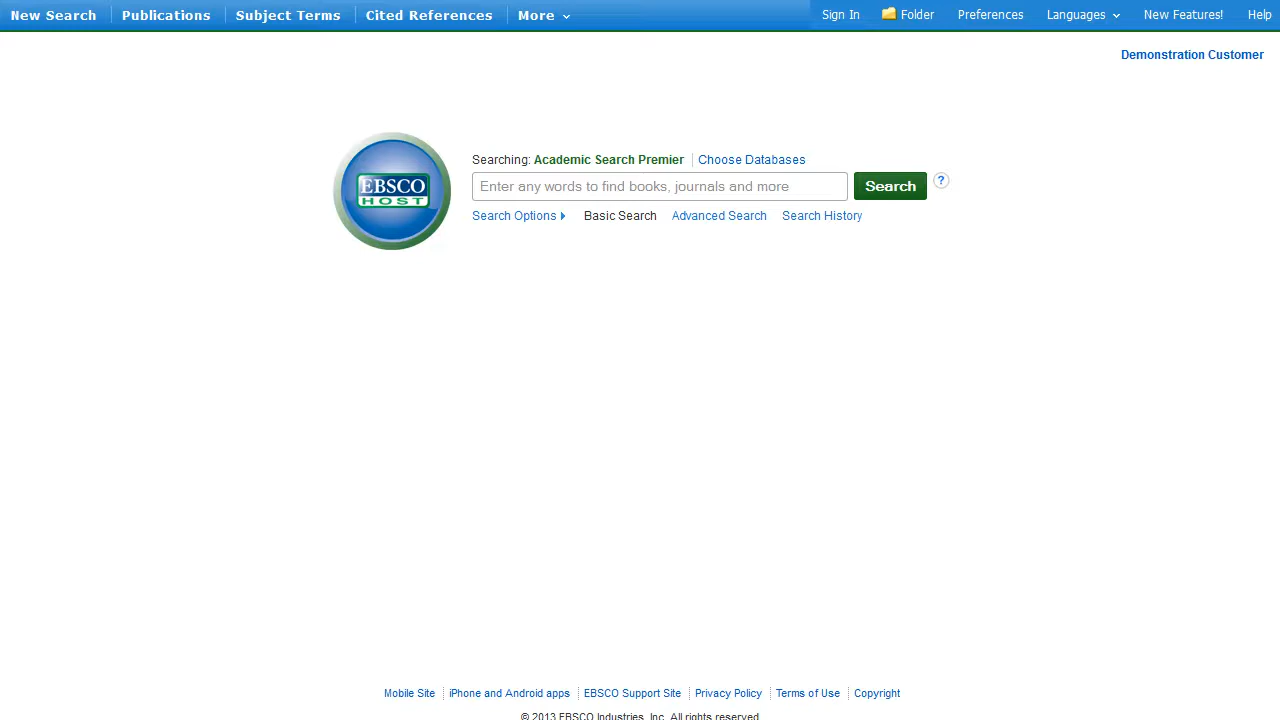 New Search Publications Subject Terms Cited References More Sign In Folder Preferences Languages New Features! Help
Demonstration Customer
Searching: Academic Search Premier Choose Databases
EBSCO
HOST
Enter any words to find books, journals and more Search ?
Search Options Basic Search Advanced Search Search History
Mobile Site iPhone and Android apps EBSCO Support Site Privacy Policy Terms of Use Copyright
© 2013 EBSCO Industries, Inc. All rights reserved.